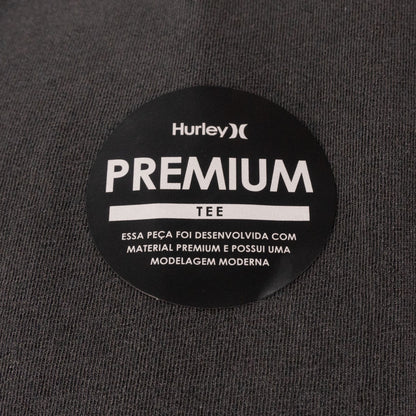 Hurley
PREMIUM
TEE
ESSA PEÇA FOI DESENVOLVIDA COM
MATERIAL PREMIUM E POSSUI UMA
MODELAGEM MODERNA